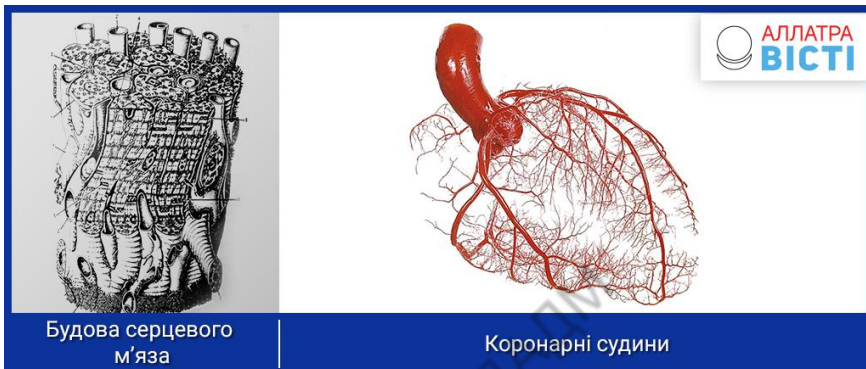 АЛЛАТРА
ВІСТІ
Будова серцевого
м’яза
Коронарні судини